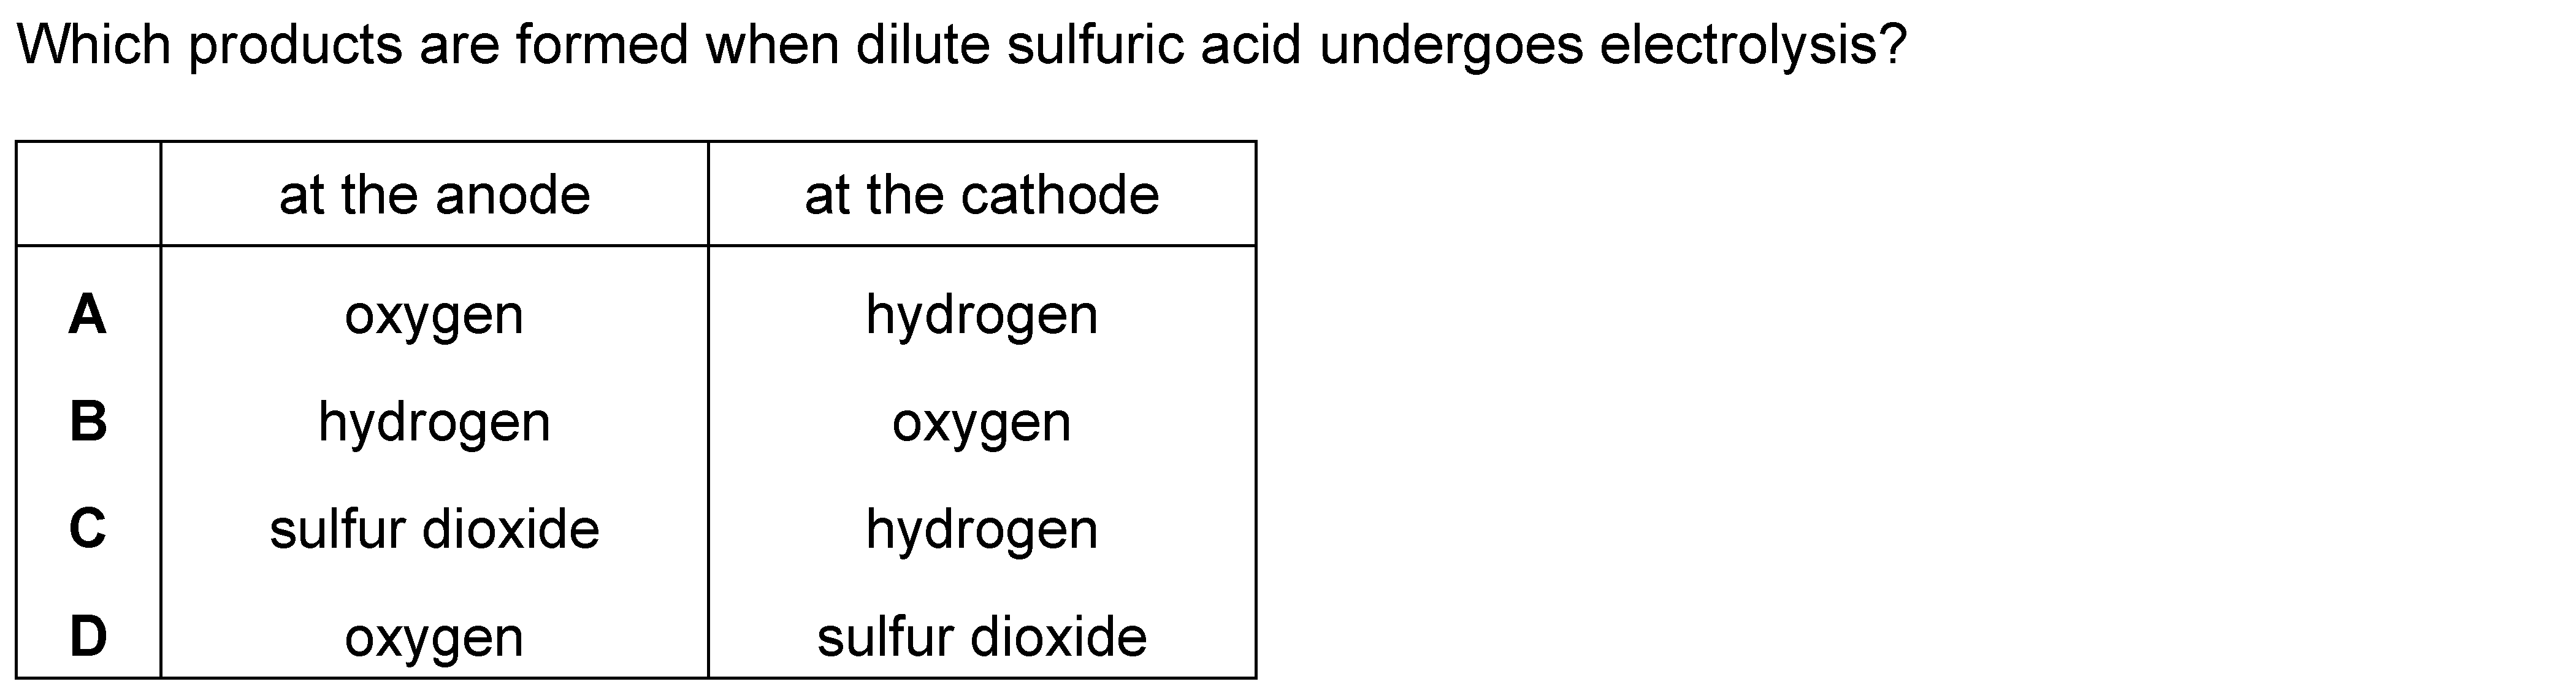 Which products are formed when dilute sulfuric acid undergoes electrolysis?
at the anode at the cathode
A oxygen hydrogen
B hydrogen oxygen
C sulfur dioxide hydrogen
D oxygen sulfur dioxide